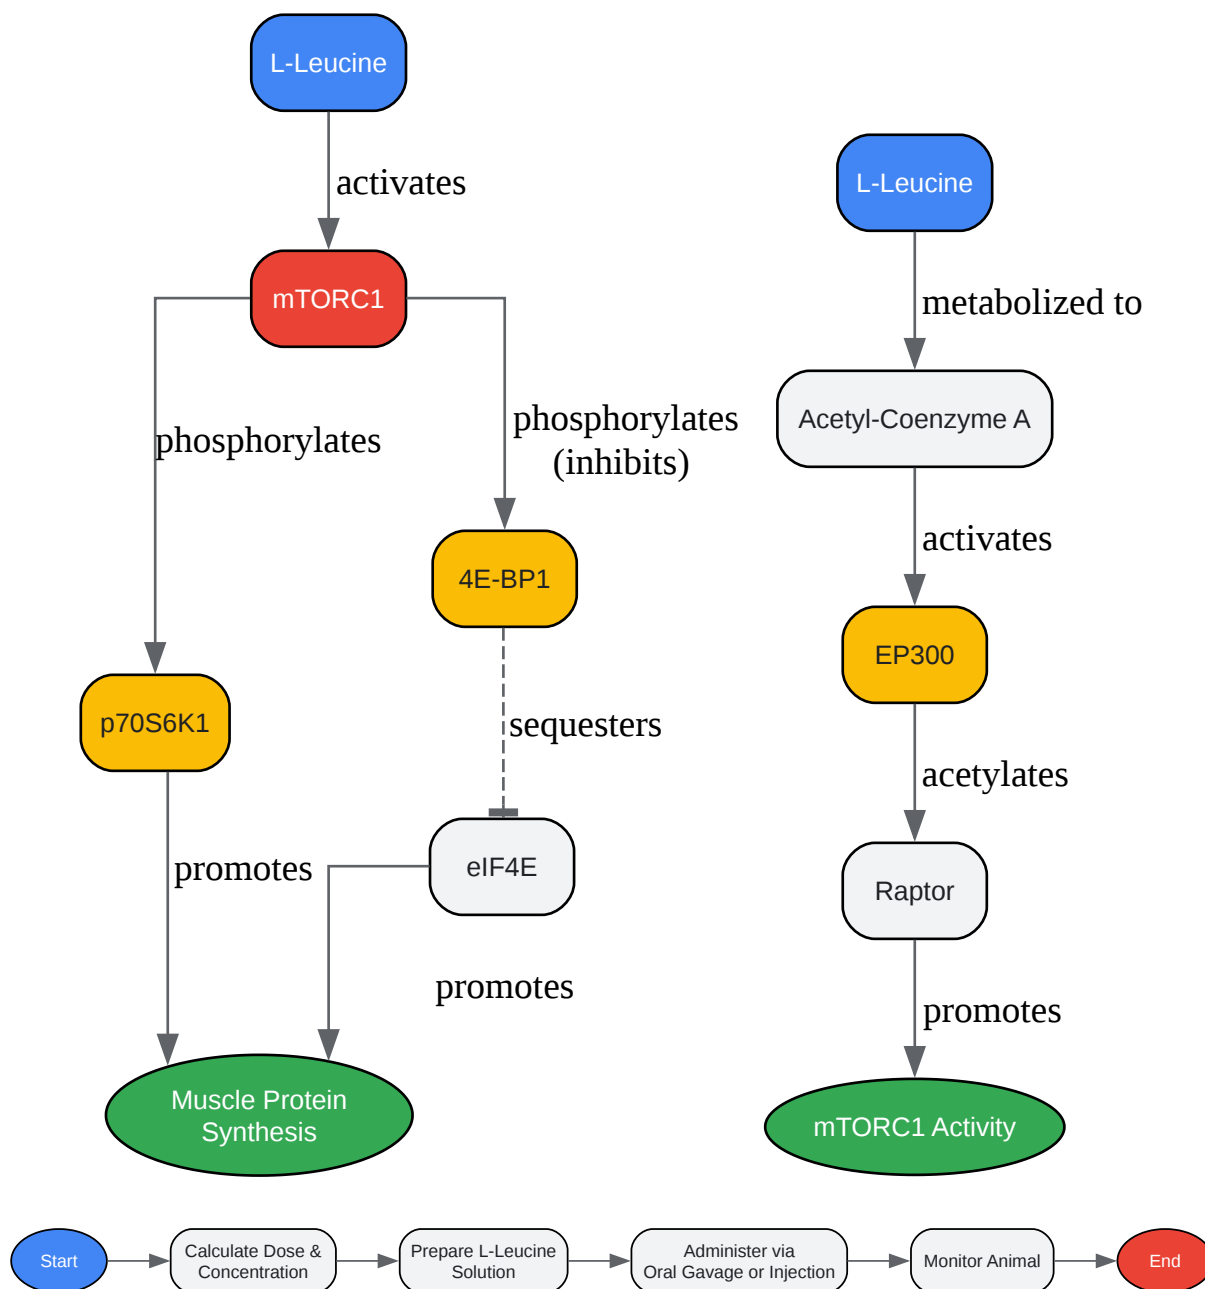 L-Leucine
activates
mTORC1
phosphorylates
phosphorylates
(inhibits)
4E-BP1
p70S6K1
sequesters
promotes
eIF4E
promotes
Muscle Protein
Synthesis
L-Leucine
metabolized to
Acetyl-Coenzyme A
activates
EP300
acetylates
Raptor
promotes
mTORC1 Activity
Start
Calculate Dose &
Concentration
Prepare L-Leucine
Solution
Administer via
Oral Gavage or Injection
Monitor Animal
End